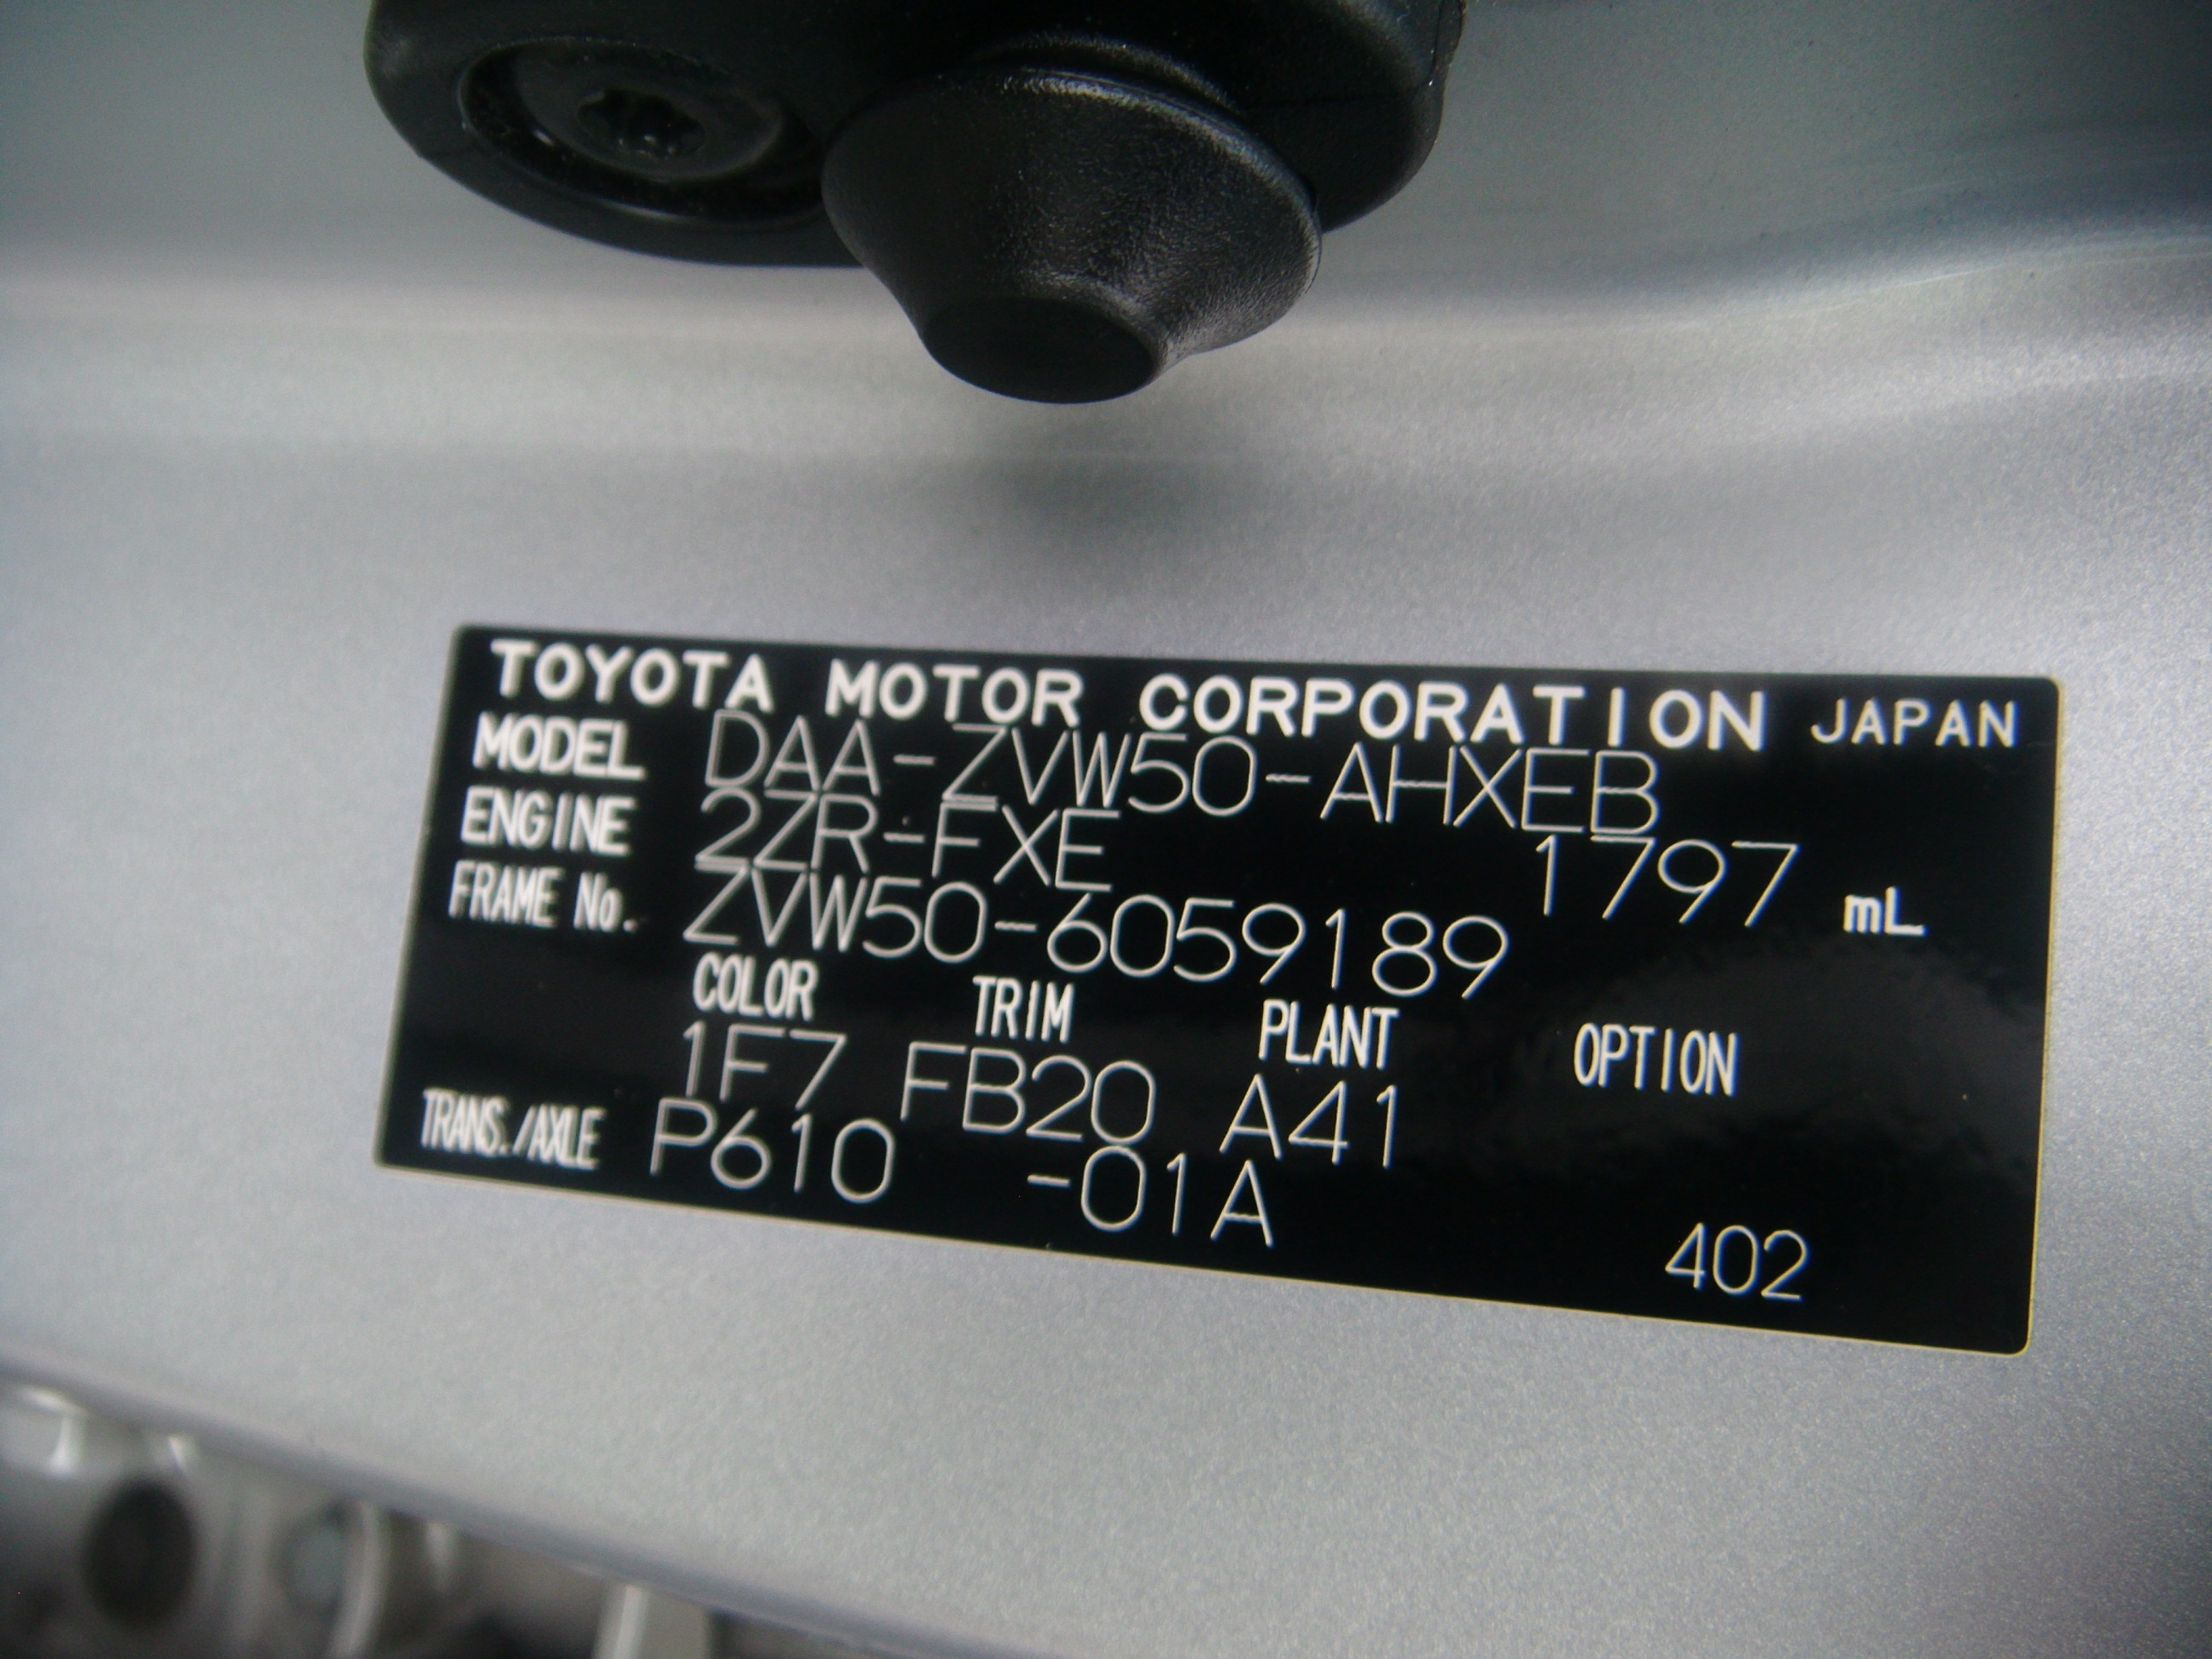 TOYOTA MOTOR CORPORATION JAPAN
MODEL DAA-ZVW50-AHXEB
ENGINE 2ZR-FXE 1797 mL
FRAME No. ZVW50-6059189
COLOR TRIM PLANT OPTION
1F7 FB20 A41
TRANS./AXLE P610 -01A
402